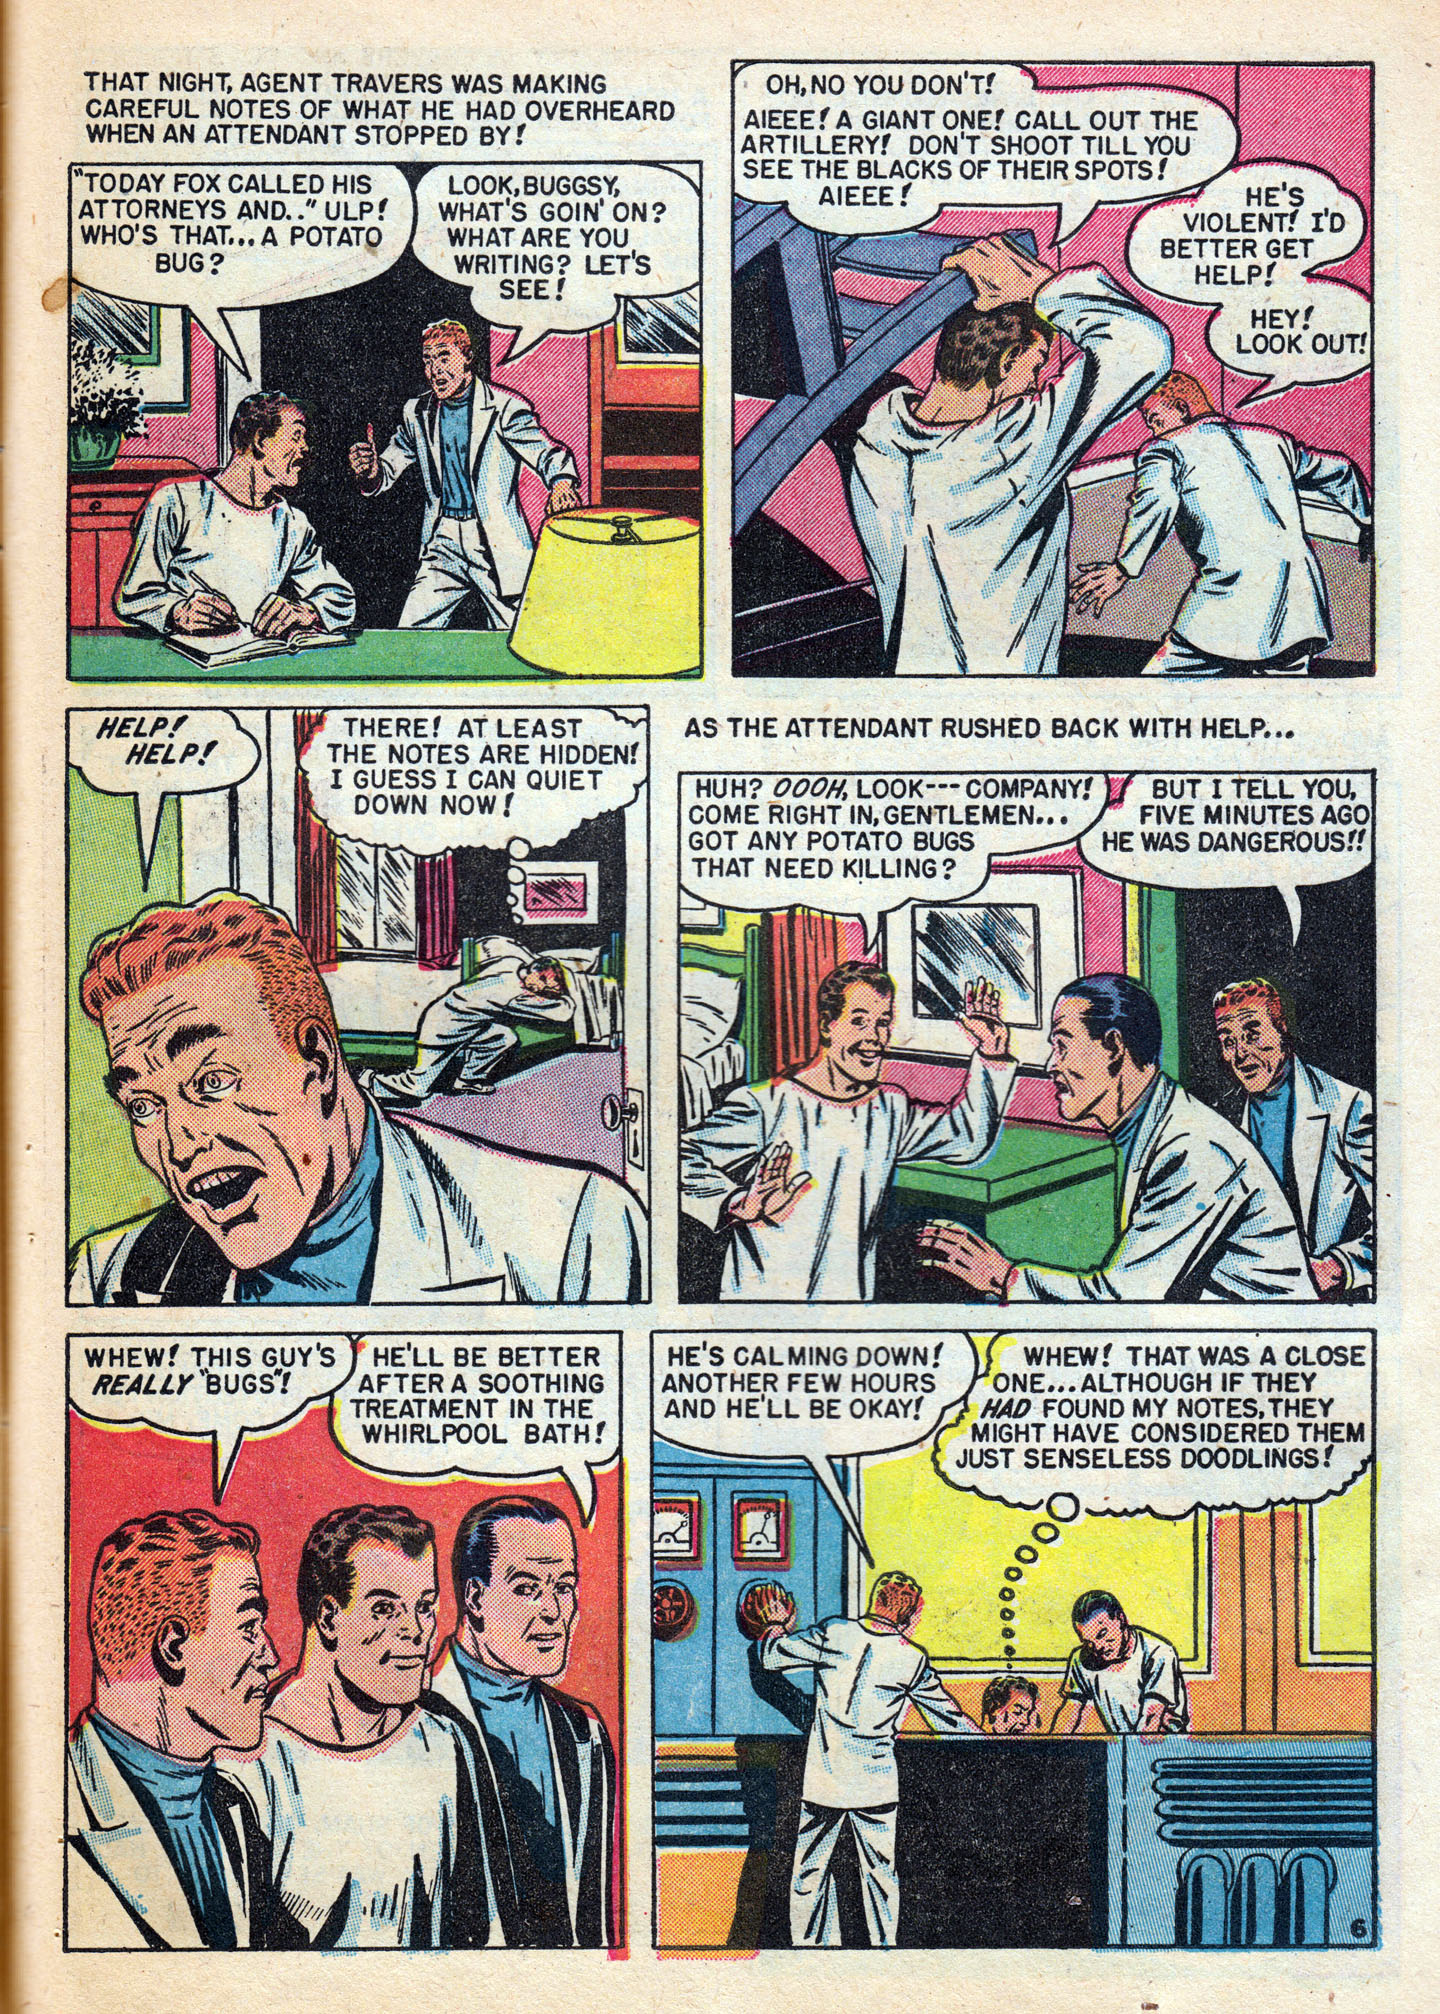 THAT NIGHT, AGENT TRAVERS WAS MAKING
CAREFUL NOTES OF WHAT HE HAD OVERHEARD
WHEN AN ATTENDANT STOPPED BY!
"TODAY FOX CALLED HIS
ATTORNEYS AND.." ULP!
WHO'S THAT... A POTATO
BUG?
LOOK, BUGGSY,
WHAT'S GOIN' ON?
WHAT ARE YOU
WRITING? LET'S
SEE!
OH, NO YOU DON'T!
AIEEE! A GIANT ONE! CALL OUT THE
ARTILLERY! DON'T SHOOT TILL YOU
SEE THE BLACKS OF THEIR SPOTS!
AIEEE!
HE'S
VIOLENT! I'D
BETTER GET
HELP!
HEY!
LOOK OUT!
HELP!
HELP!
THERE! AT LEAST
THE NOTES ARE HIDDEN!
I GUESS I CAN QUIET
DOWN NOW!
AS THE ATTENDANT RUSHED BACK WITH HELP...
HUH? OOOH, LOOK--- COMPANY!
COME RIGHT IN, GENTLEMEN...
GOT ANY POTATO BUGS
THAT NEED KILLING?
BUT I TELL YOU,
FIVE MINUTES AGO
HE WAS DANGEROUS!!
WHEW! THIS GUY'S
REALLY "BUGS"!
HE'LL BE BETTER
AFTER A SOOTHING
TREATMENT IN THE
WHIRLPOOL BATH!
HE'S CALMING DOWN!
ANOTHER FEW HOURS
AND HE'LL BE OKAY!
WHEW! THAT WAS A CLOSE
ONE... ALTHOUGH IF THEY
HAD FOUND MY NOTES, THEY
MIGHT HAVE CONSIDERED THEM
JUST SENSELESS DOODLINGS!
6